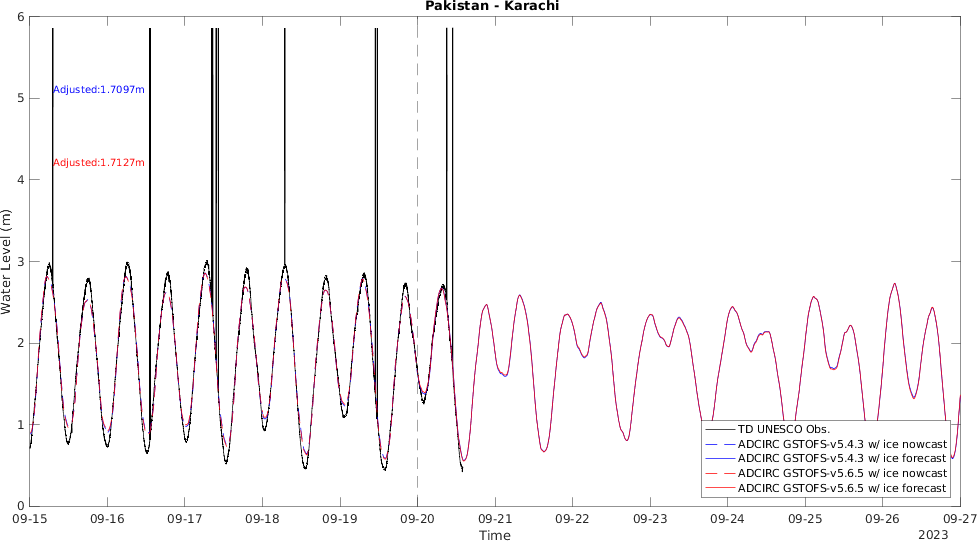 Pakistan - Karachi
6
5
4
3
2
1
0
Water Level (m)
Adjusted:1.7097m
Adjusted:1.7127m
TD UNESCO Obs.
ADCIRC GSTOFS-v5.4.3 w/ ice nowcast
ADCIRC GSTOFS-v5.4.3 w/ ice forecast
ADCIRC GSTOFS-v5.6.5 w/ ice nowcast
ADCIRC GSTOFS-v5.6.5 w/ ice forecast
09-15 09-16 09-17 09-18 09-19 09-20 09-21 09-22 09-23 09-24 09-25 09-26 09-27
Time
2023